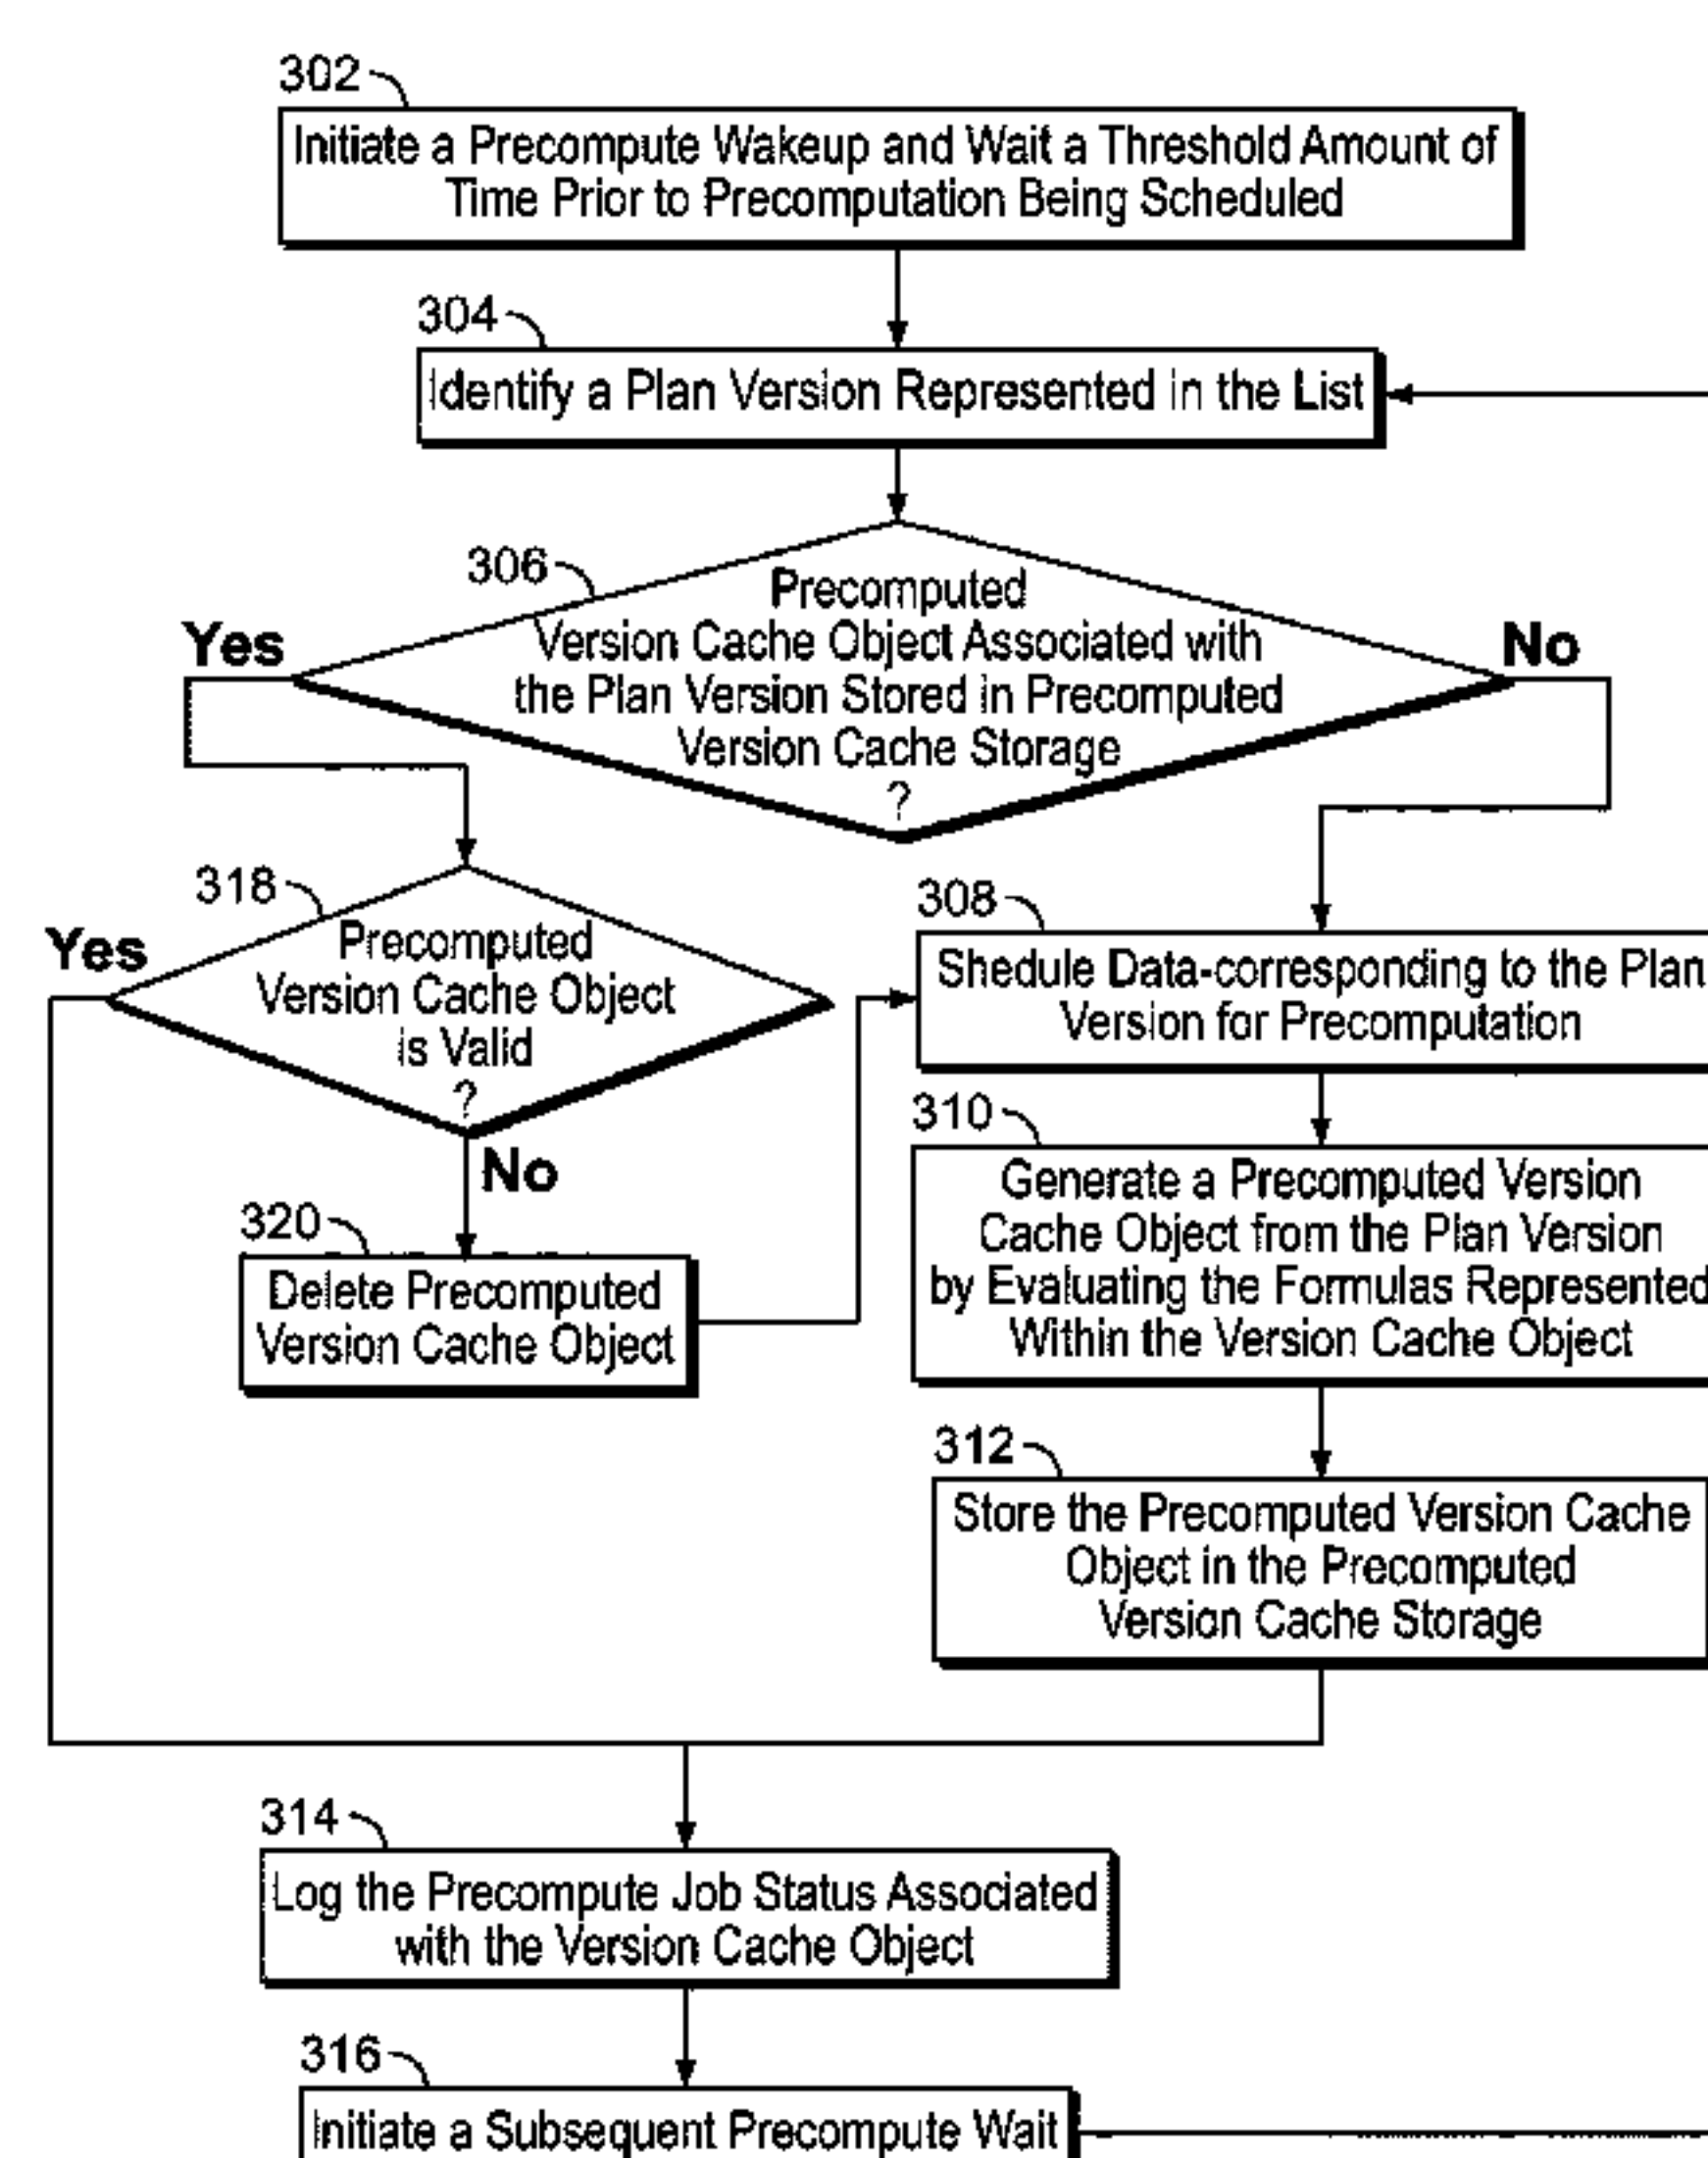 302
Initiate a Precompute Wakeup and Wait a Threshold Amount of
Time Prior to Precomputation Being Scheduled
304
Identify a Plan Version Represented in the List
306
Precomputed
Version Cache Object Associated with
the Plan Version Stored in Precomputed
Version Cache Storage
?
Yes
No
318
Precomputed
Version Cache Object
is Valid
?
Yes
No
320
Delete Precomputed
Version Cache Object
308
Shedule Data-corresponding to the Plan
Version for Precomputation
310
Generate a Precomputed Version
Cache Object from the Plan Version
by Evaluating the Formulas Represented
Within the Version Cache Object
312
Store the Precomputed Version Cache
Object in the Precomputed
Version Cache Storage
314
Log the Precompute Job Status Associated
with the Version Cache Object
316
Initiate a Subsequent Precompute Wait